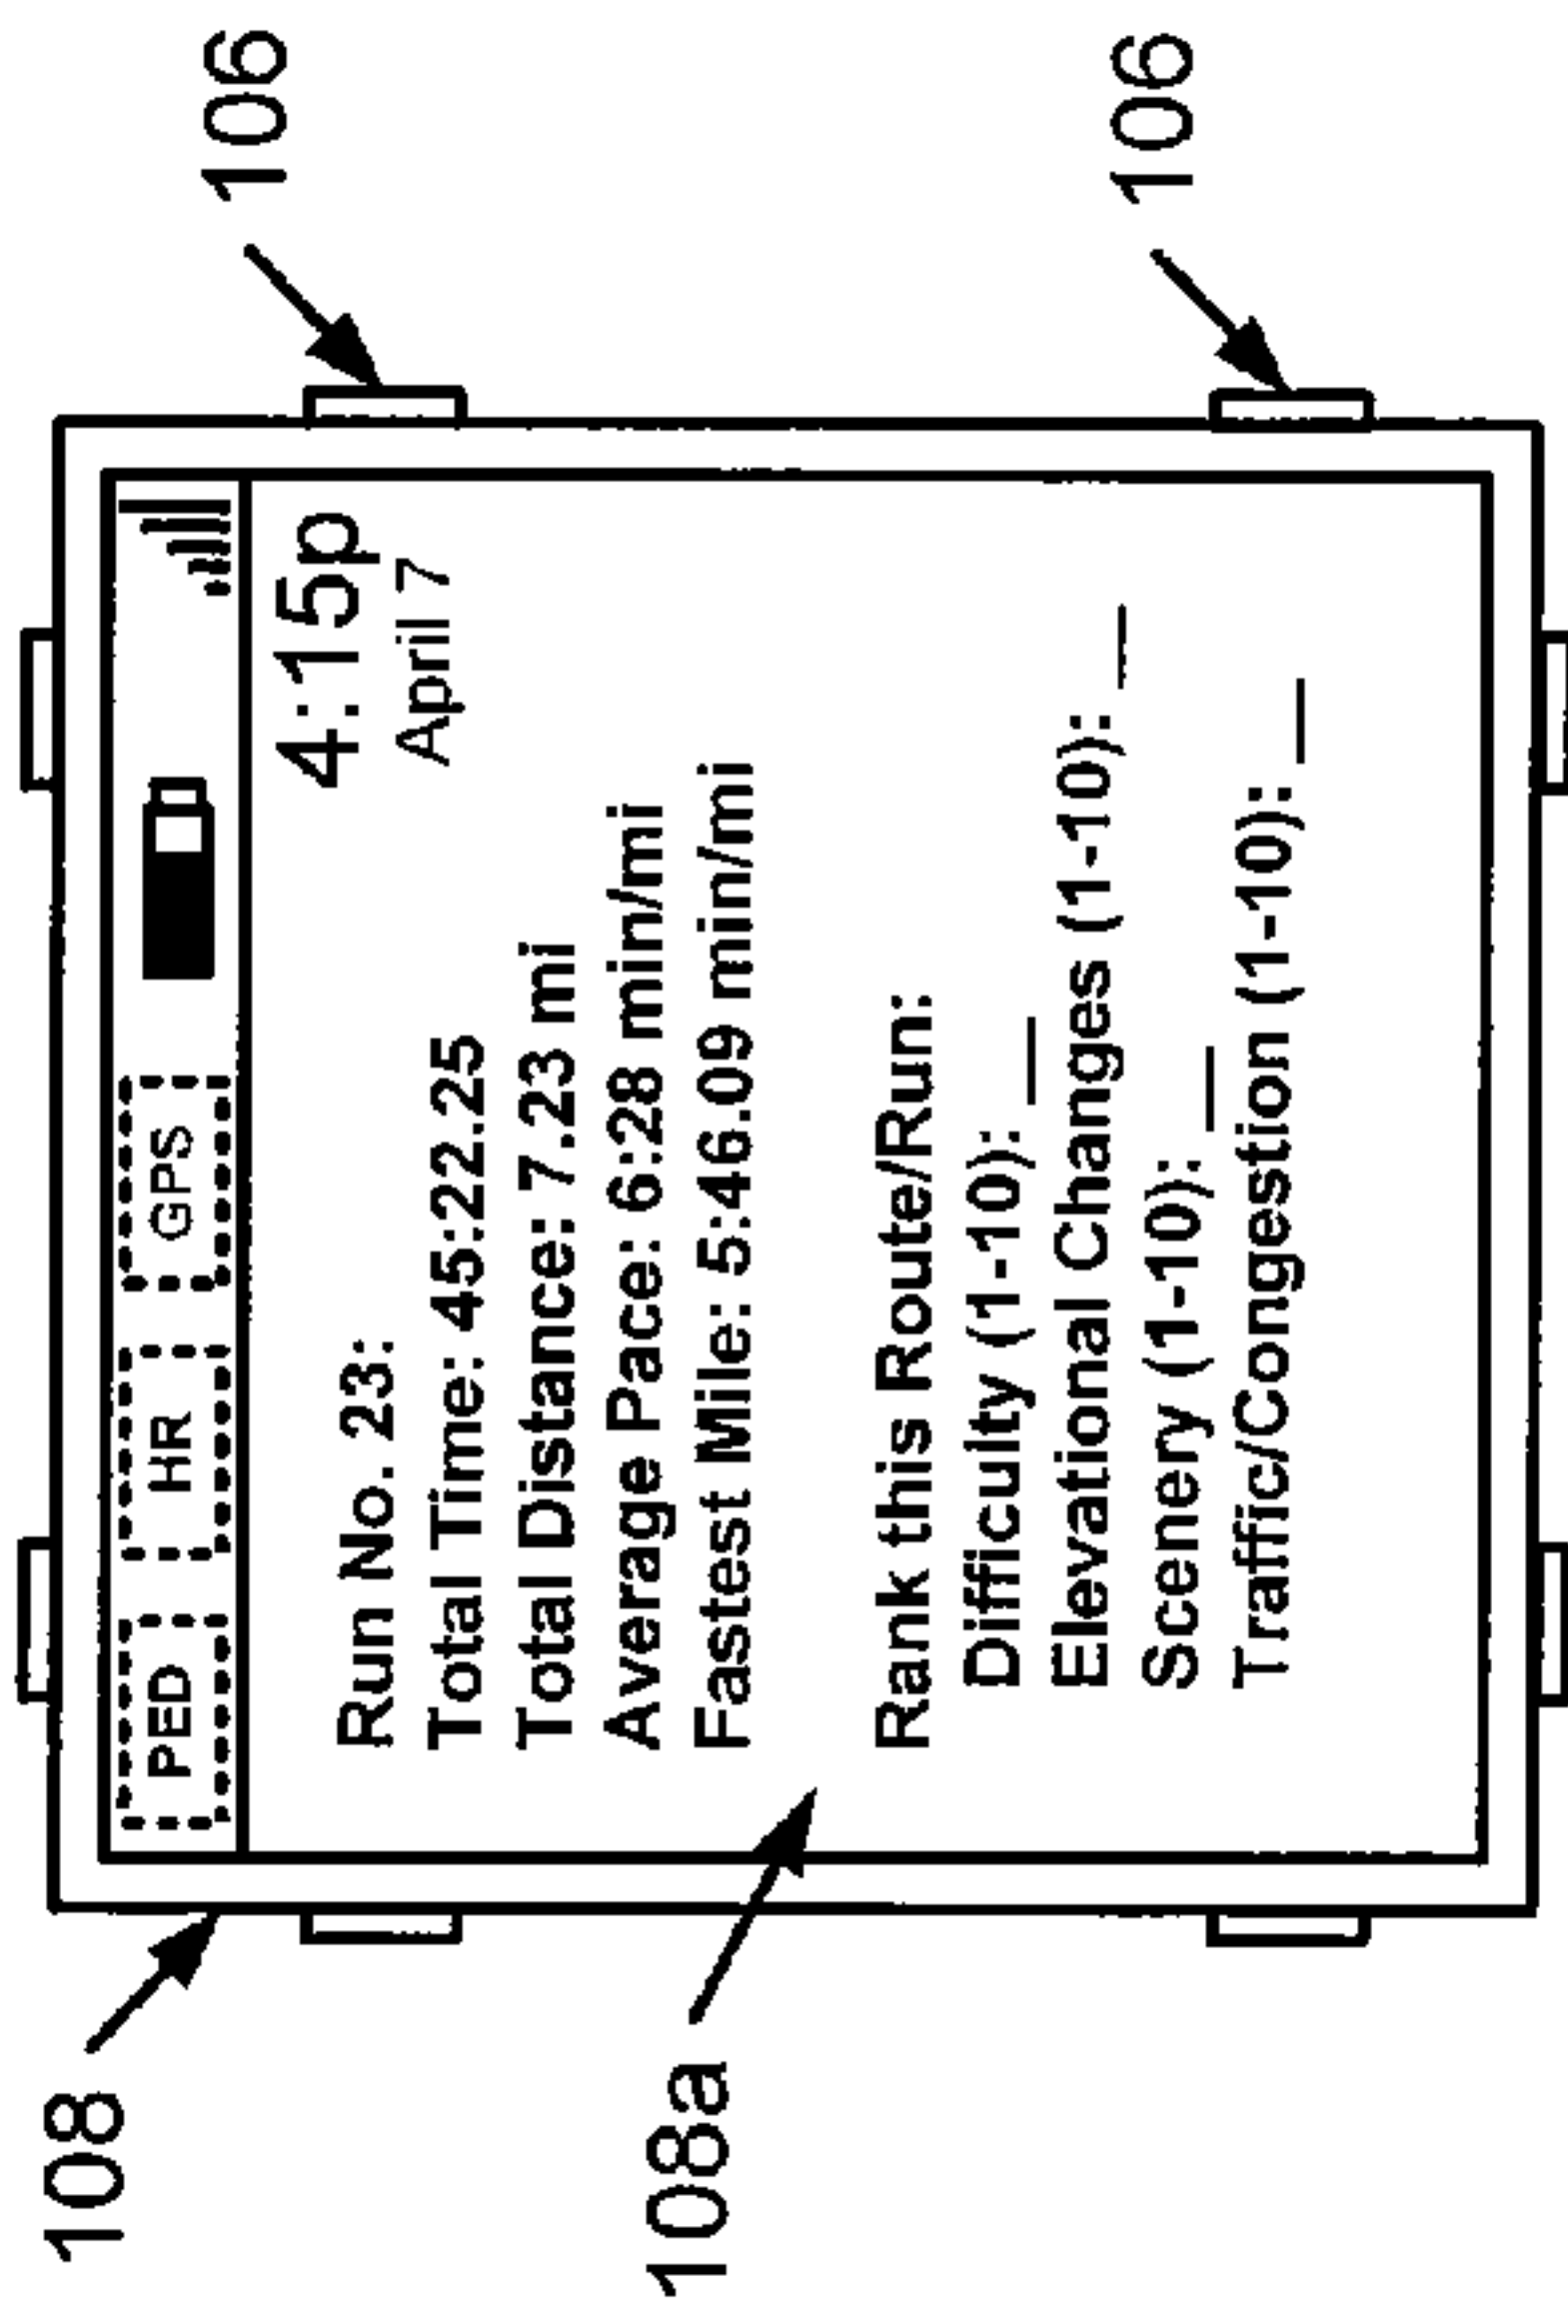 108
106
PED HR GPS
4:15p
April 7
Run No. 23:
Total Time: 45:22.25
Total Distance: 7.23 mi
Average Pace: 6:28 min/mi
Fastest Mile: 5:46.09 min/mi
108a
Rank this Route/Run:
Difficulty (1-10): __
Elevational Changes (1-10): __
106
Scenery (1-10): __
Traffic/Congestion (1-10): __